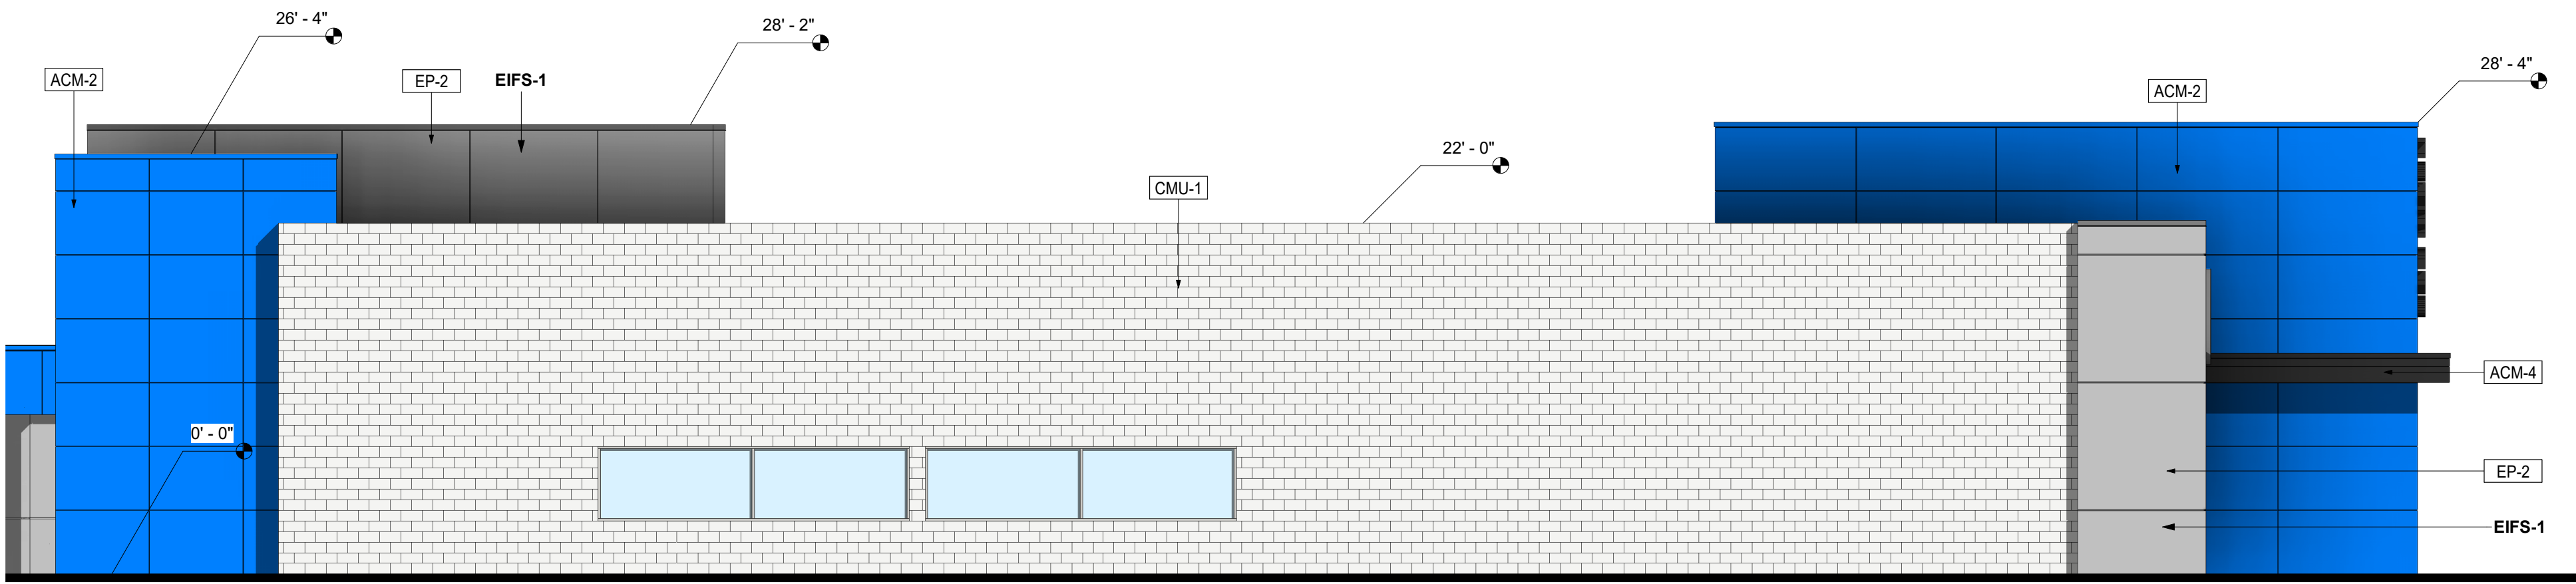 26' - 4"
28' - 2"
28' - 4"
ACM-2
EP-2
EIFS-1
ACM-2
22' - 0"
CMU-1
ACM-4
0' - 0"
EP-2
EIFS-1